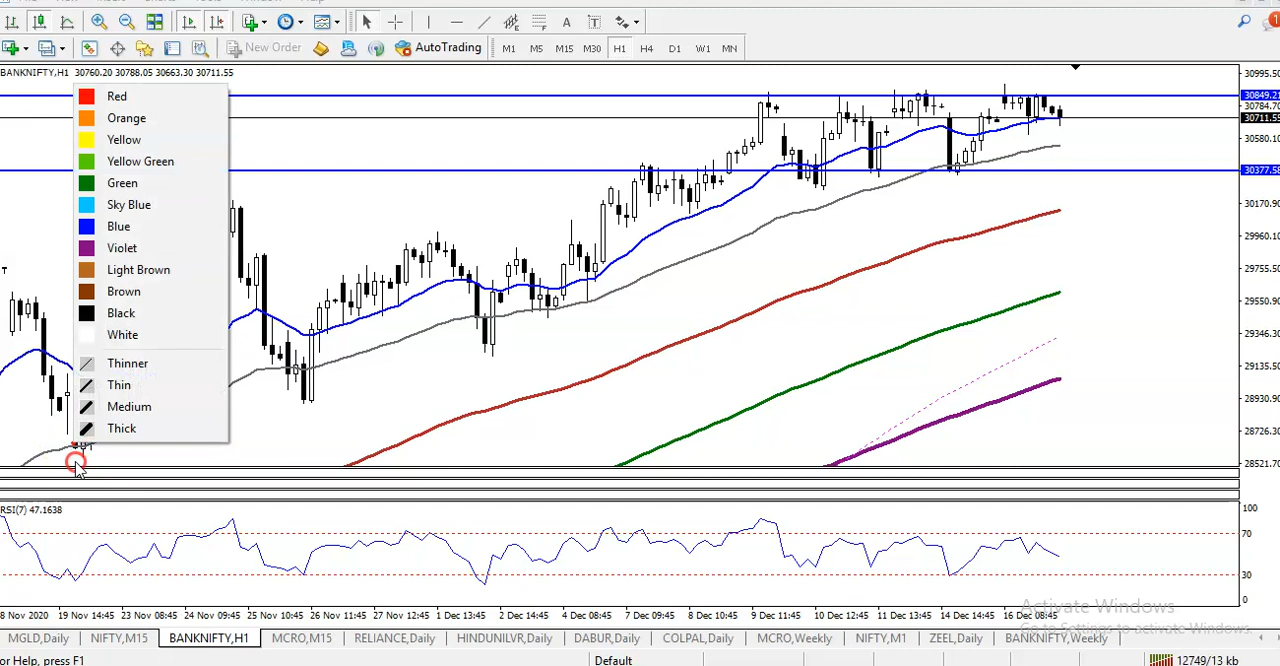 New Order
AutoTrading
M1 M5 M15 M30 H1 H4 D1 W1 MN
BANKNIFTY,H1 30760.20 30788.05 30663.30 30711.55
Red
Orange
Yellow
Yellow Green
Green
Sky Blue
Blue
Violet
Light Brown
Brown
Black
White
Thinner
Thin
Medium
Thick
30995.50
30849.21
30784.70
30711.55
30377.58
30170.90
29960.10
29755.50
29550.90
29346.30
29135.50
28930.90
28726.30
28521.70
RSI(7) 47.1638
100
70
30
0
8 Nov 2020 19 Nov 14:45 23 Nov 08:45 24 Nov 09:45 25 Nov 10:45 26 Nov 11:45 27 Nov 12:45 1 Dec 13:45 2 Dec 14:45 4 Dec 08:45 7 Dec 09:45 8 Dec 10:45 9 Dec 11:45 10 Dec 12:45 11 Dec 13:45 14 Dec 14:45 16 Dec 08:45
Activate Windows
Go to Settings to activate Windows.
MGLD,Daily NIFTY,M15 BANKNIFTY,H1 MCRO,M15 RELIANCE,Daily HINDUNILVR,Daily DABUR,Daily COLPAL,Daily MCRO,Weekly NIFTY,M1 ZEEL,Daily BANKNIFTY,Weekly
or Help, press F1 Default 12749/13 kb